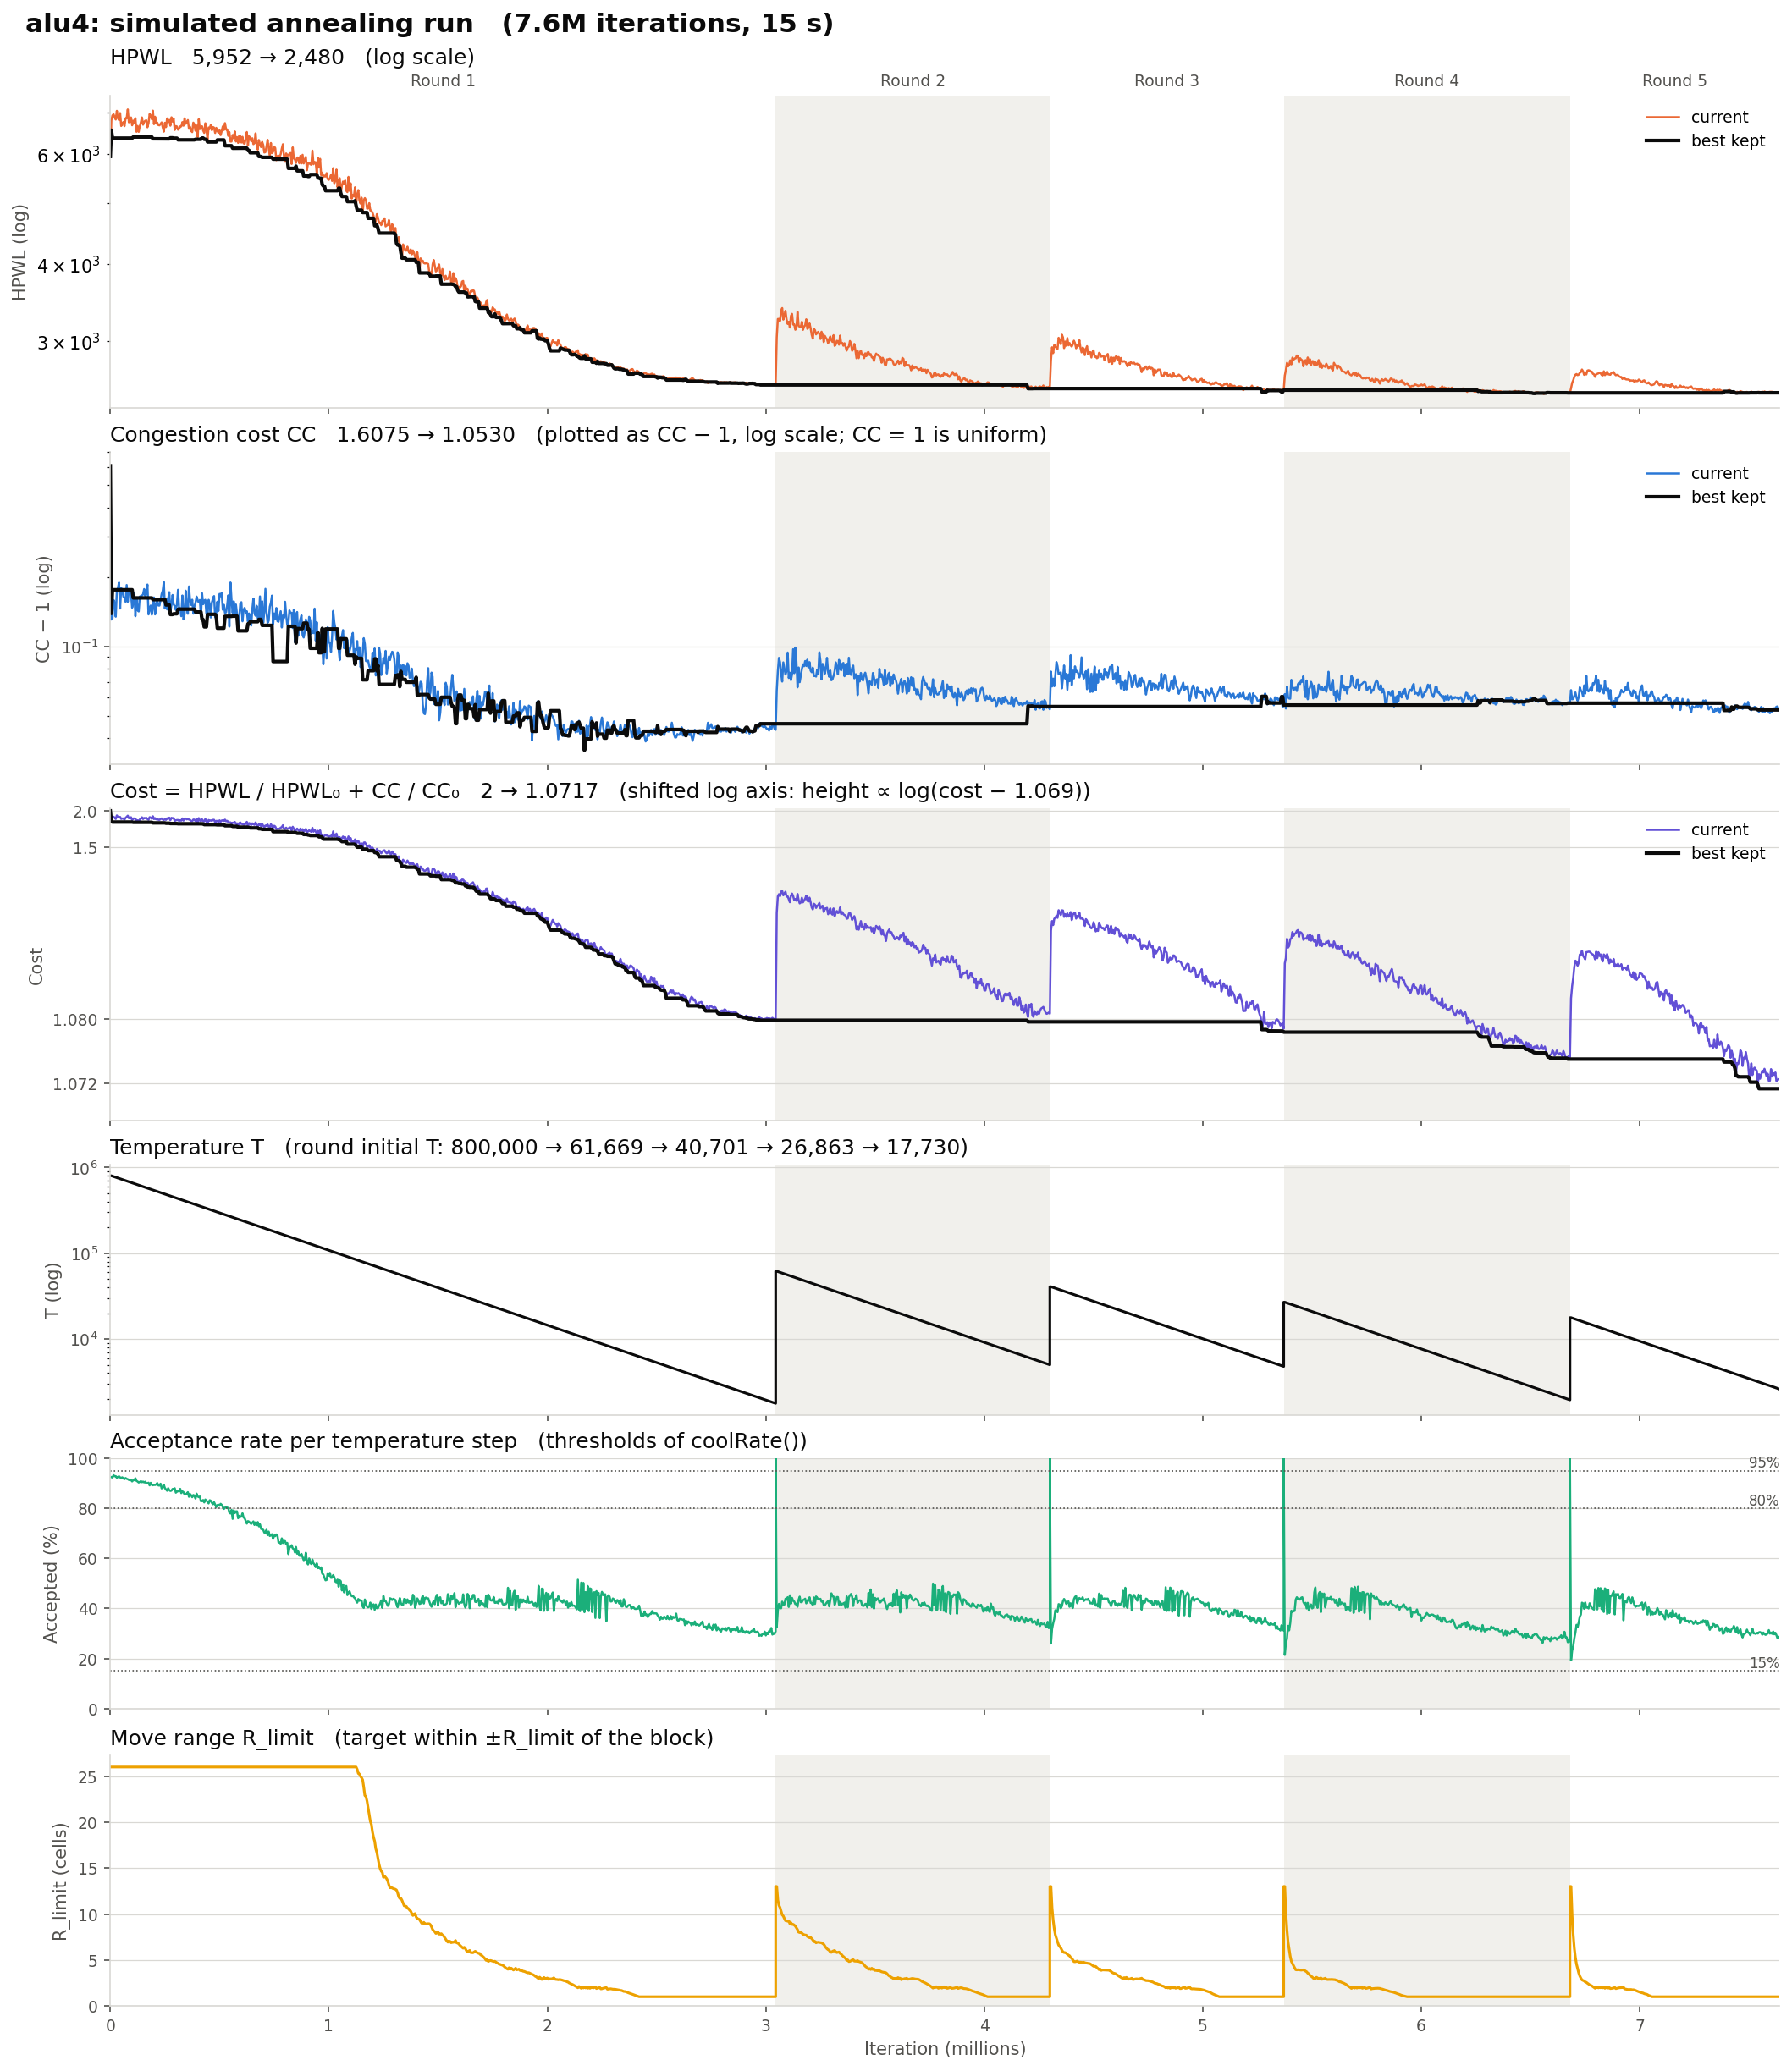 alu4: simulated annealing run (7.6M iterations, 15 s)
HPWL 5,952 → 2,480 (log scale)
Round 1 Round 2 Round 3 Round 4 Round 5
current
best kept
HPWL (log)
6 × 10³
4 × 10³
3 × 10³
Congestion cost CC 1.6075 → 1.0530 (plotted as CC − 1, log scale; CC = 1 is uniform)
current
best kept
CC − 1 (log)
10⁻¹
Cost = HPWL / HPWL₀ + CC / CC₀ 2 → 1.0717 (shifted log axis: height ∝ log(cost − 1.069))
current
best kept
Cost
2.0
1.5
1.080
1.072
Temperature T (round initial T: 800,000 → 61,669 → 40,701 → 26,863 → 17,730)
T (log)
10⁶
10⁵
10⁴
Acceptance rate per temperature step (thresholds of coolRate())
Accepted (%)
100
80
60
40
20
0
95%
80%
15%
Move range R_limit (target within ±R_limit of the block)
R_limit (cells)
25
20
15
10
5
0
0 1 2 3 4 5 6 7
Iteration (millions)